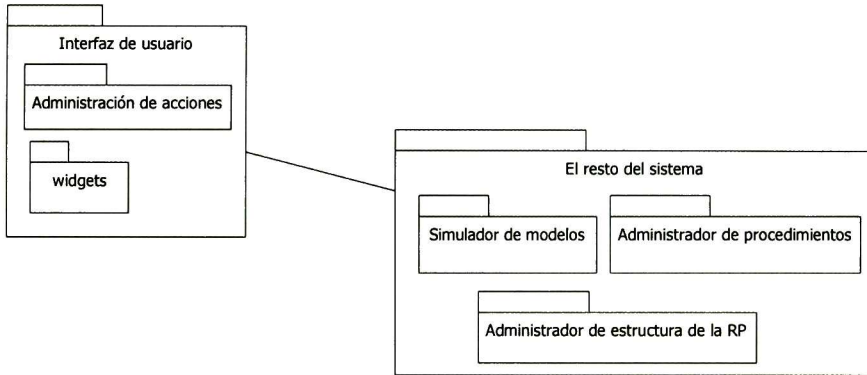 Interfaz de usuario
Administración de acciones
widgets
El resto del sistema
Simulador de modelos
Administrador de procedimientos
Administrador de estructura de la RP